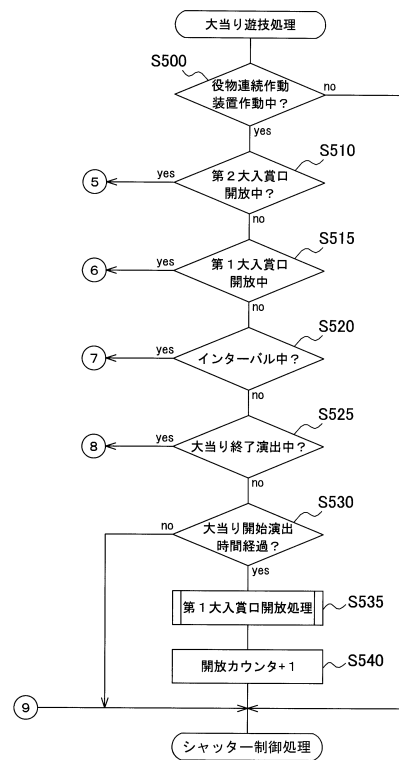 大当り遊技処理
S500
役物連続作動
装置作動中？
no
yes
S510
第２大入賞口
開放中？
yes
5
no
S515
第１大入賞口
開放中
yes
6
no
S520
インターバル中？
yes
7
no
S525
大当り終了演出中？
yes
8
no
S530
大当り開始演出
時間経過？
no
yes
第１大入賞口開放処理
S535
開放カウンタ+１
S540
9
シャッター制御処理